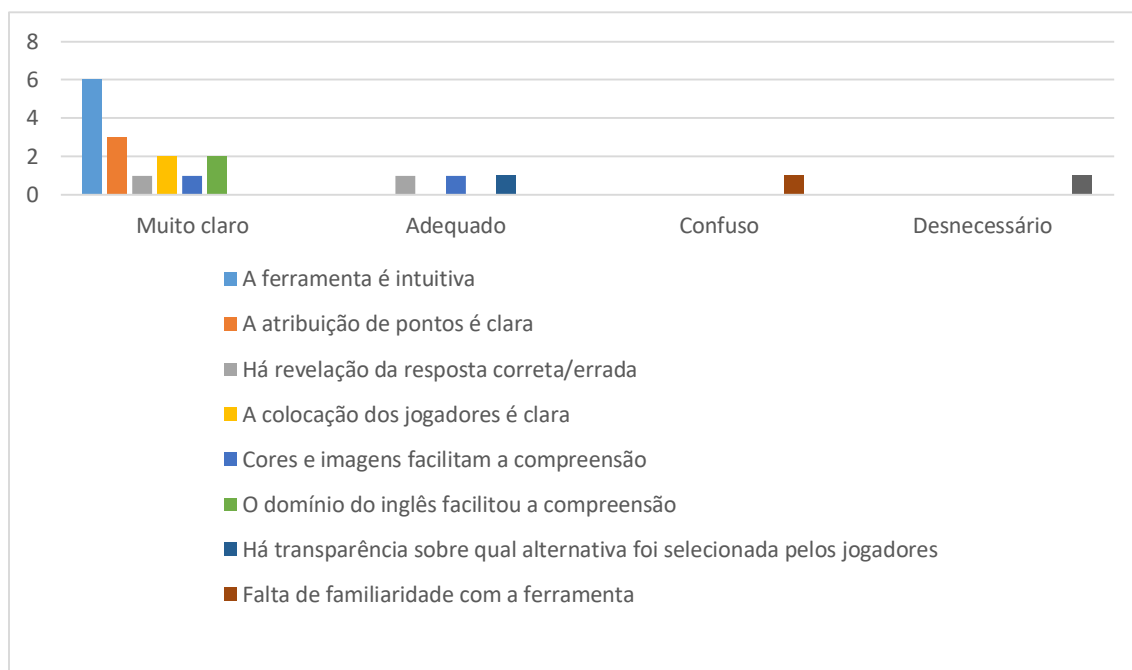 8
6
4
2
0
Muito claro Adequado Confuso Desnecessário
A ferramenta é intuitiva
A atribuição de pontos é clara
Há revelação da resposta correta/errada
A colocação dos jogadores é clara
Cores e imagens facilitam a compreensão
O domínio do inglês facilitou a compreensão
Há transparência sobre qual alternativa foi selecionada pelos jogadores
Falta de familiaridade com a ferramenta